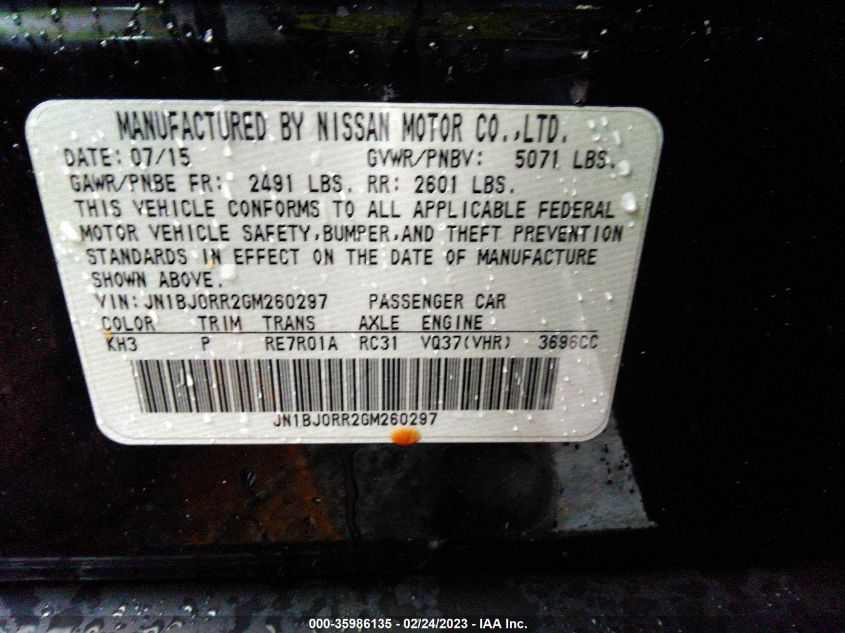 MANUFACTURED BY NISSAN MOTOR CO.,LTD.
DATE: 07/15 GVWR/PNBV: 5071 LBS.
GAWR/PNBE FR: 2491 LBS. RR: 2601 LBS.
THIS VEHICLE CONFORMS TO ALL APPLICABLE FEDERAL
MOTOR VEHICLE SAFETY,BUMPER,AND THEFT PREVENTION
STANDARDS IN EFFECT ON THE DATE OF MANUFACTURE
SHOWN ABOVE.
VIN: JN1BJ0RR2GM260297 PASSENGER CAR
COLOR TRIM TRANS AXLE ENGINE
KH3 P RE7R01A RC31 VQ37(VHR) 3696CC
JN1BJ0RR2GM260297
000-35986135 - 02/24/2023 - IAA Inc.